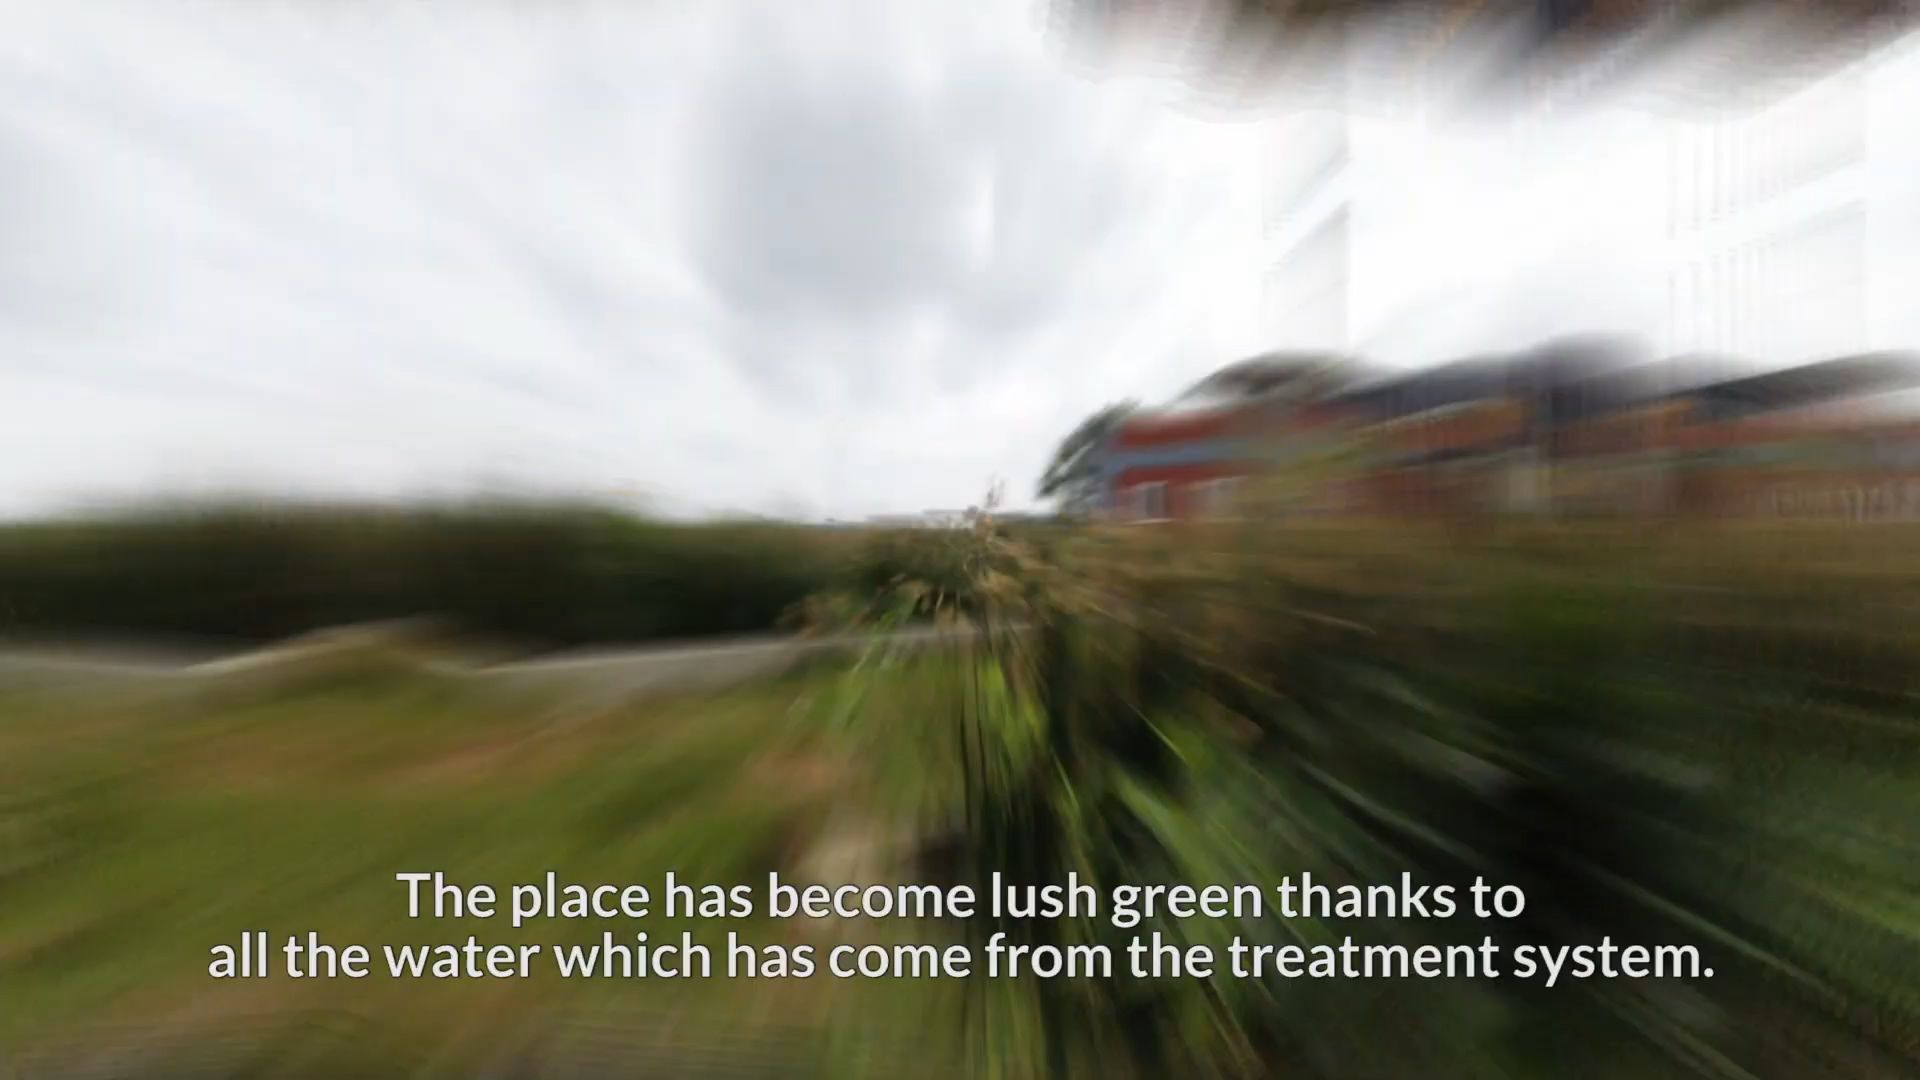 The place has become lush green thanks to
all the water which has come from the treatment system.